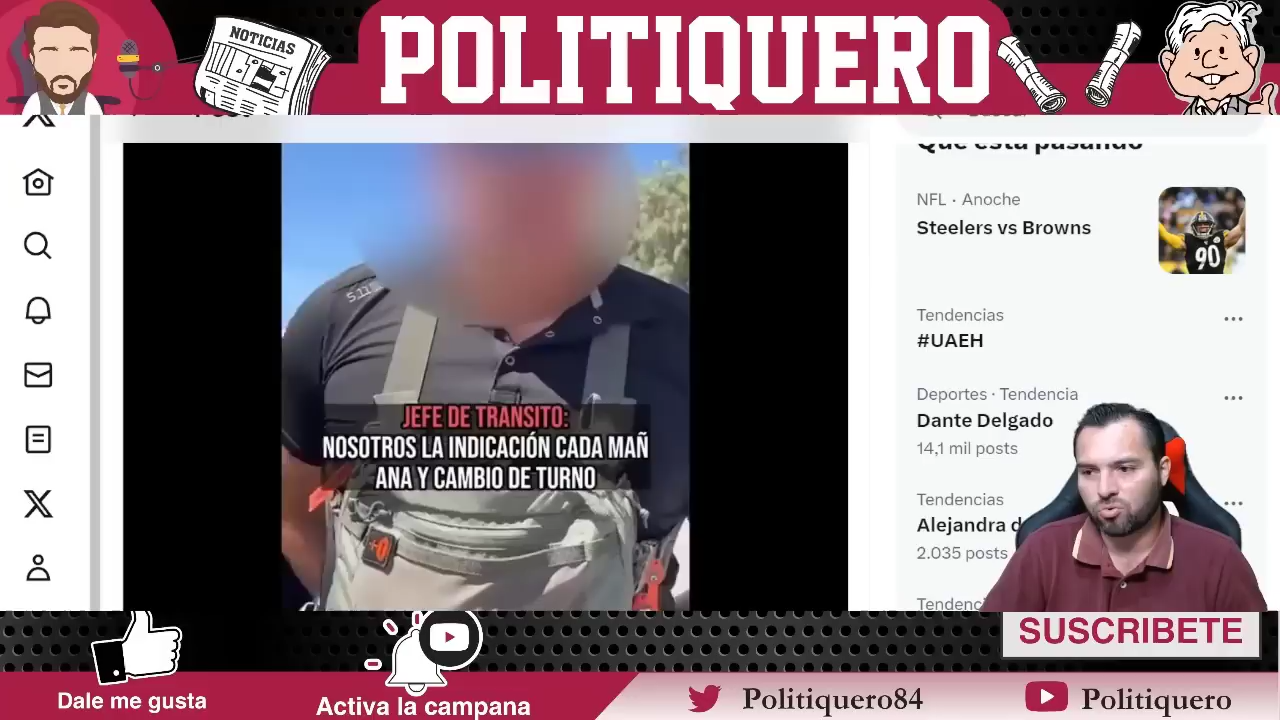 NOTICIAS
POLITIQUERO
Qué está pasando
NFL · Anoche
Steelers vs Browns
90
Tendencias
#UAEH
Deportes · Tendencia
Dante Delgado
14,1 mil posts
Tendencias
Alejandra d
2.035 posts
Tendenci
5.11
JEFE DE TRANSITO:
NOSOTROS LA INDICACIÓN CADA MAÑ
ANA Y CAMBIO DE TURNO
SUSCRIBETE
Dale me gusta
Activa la campana
Politiquero84
Politiquero